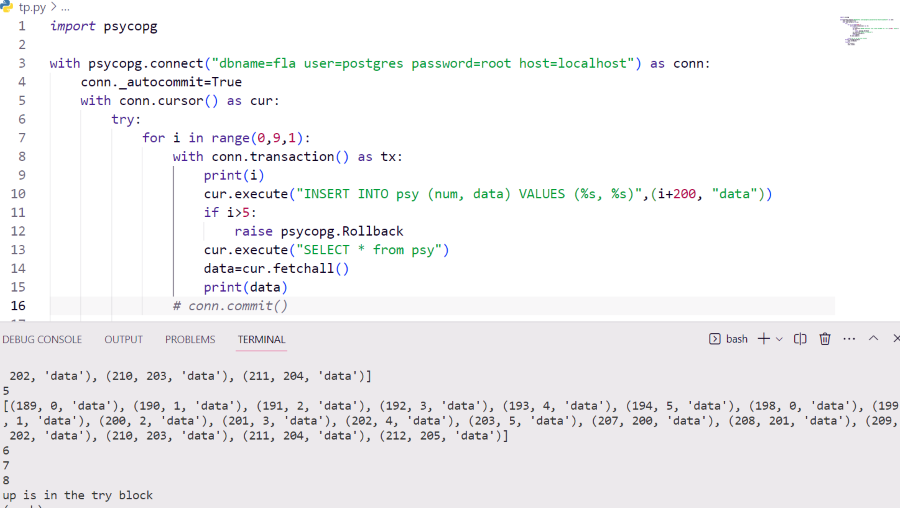 tp.py > ...
1 import psycopg
2
3 with psycopg.connect("dbname=fla user=postgres password=root host=localhost") as conn:
4     conn._autocommit=True
5     with conn.cursor() as cur:
6         try:
7             for i in range(0,9,1):
8                 with conn.transaction() as tx:
9                     print(i)
10                     cur.execute("INSERT INTO psy (num, data) VALUES (%s, %s)",(i+200, "data"))
11                     if i>5:
12                         raise psycopg.Rollback
13                     cur.execute("SELECT * from psy")
14                     data=cur.fetchall()
15                     print(data)
16                 # conn.commit()
DEBUG CONSOLE OUTPUT PROBLEMS TERMINAL bash
202, 'data'), (210, 203, 'data'), (211, 204, 'data')]
5
[(189, 0, 'data'), (190, 1, 'data'), (191, 2, 'data'), (192, 3, 'data'), (193, 4, 'data'), (194, 5, 'data'), (198, 0, 'data'), (199
, 1, 'data'), (200, 2, 'data'), (201, 3, 'data'), (202, 4, 'data'), (203, 5, 'data'), (207, 200, 'data'), (208, 201, 'data'), (209,
202, 'data'), (210, 203, 'data'), (211, 204, 'data'), (212, 205, 'data')]
6
7
8
up is in the try block